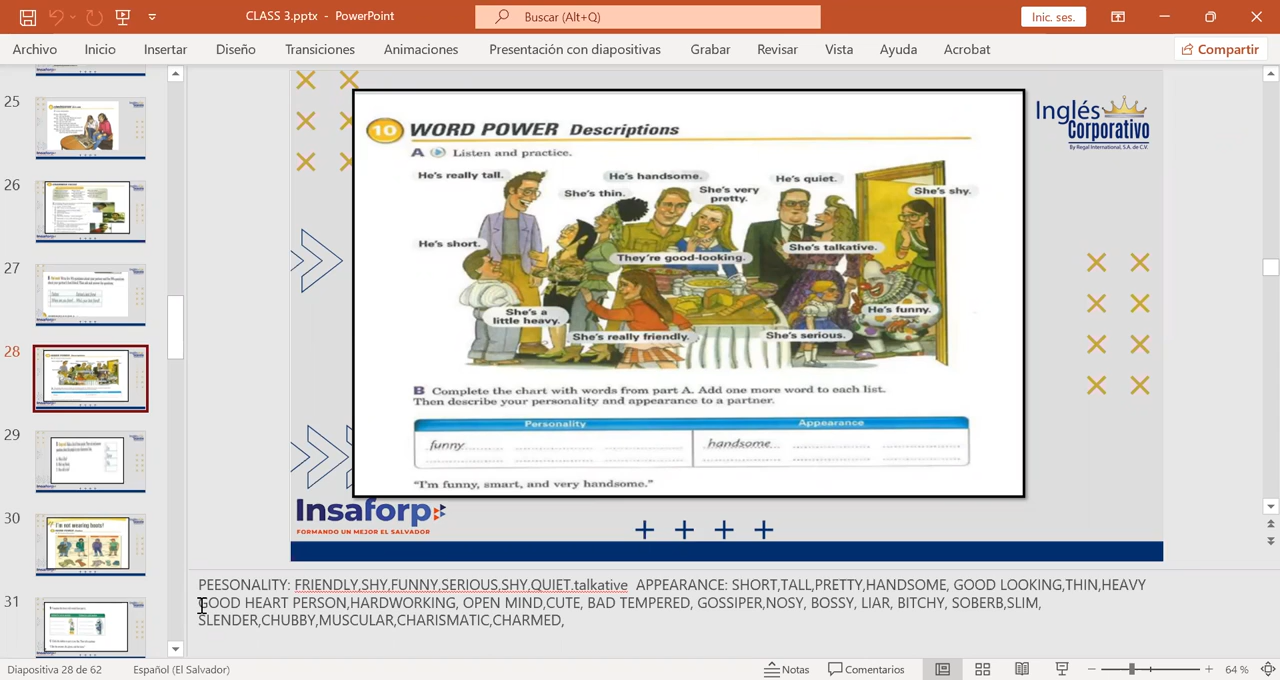 CLASS 3.pptx - PowerPoint
Buscar (Alt+Q)
Inic. ses.
Archivo Inicio Insertar Diseño Transiciones Animaciones Presentación con diapositivas Grabar Revisar Vista Ayuda Acrobat
Compartir
25
26
27
28
29
30
31
I'm not wearing boots!
Inglés
Corporativo
By Regal International, S.A. de C.V.
10 WORD POWER Descriptions
A Listen and practice.
He's really tall.
He's handsome.
She's thin.
She's very
pretty.
He's quiet.
She's shy.
He's short.
They're good-looking.
She's talkative.
She's a
little heavy.
He's funny.
She's really friendly.
She's serious.
B Complete the chart with words from part A. Add one more word to each list.
Then describe your personality and appearance to a partner.
Personality Appearance
funny handsome
"I'm funny, smart, and very handsome."
Insaforp
FORMANDO UN MEJOR EL SALVADOR
PEESONALITY: FRIENDLY,SHY,FUNNY,SERIOUS,SHY,QUIET,talkative APPEARANCE: SHORT,TALL,PRETTY,HANDSOME, GOOD LOOKING,THIN,HEAVY
GOOD HEART PERSON,HARDWORKING, OPEN MIND,CUTE, BAD TEMPERED, GOSSIPER,NOSY, BOSSY, LIAR, BITCHY, SOBERB,SLIM,
SLENDER,CHUBBY,MUSCULAR,CHARISMATIC,CHARMED,
Diapositiva 28 de 62 Español (El Salvador) Notas Comentarios 64 %